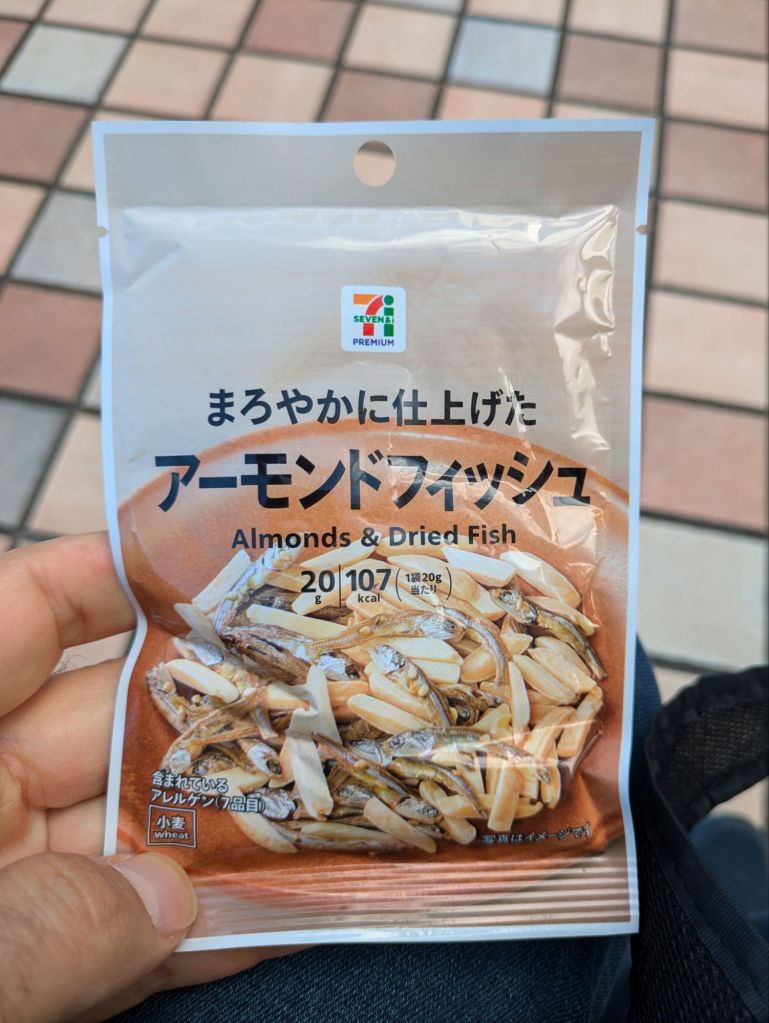 SEVEN&i
PREMIUM
まろやかに仕上げた
アーモンドフィッシュ
Almonds & Dried Fish
20g 107kcal (1袋20g当たり)
含まれている
アレルゲン(7品目)
小麦
wheat
写真はイメージです